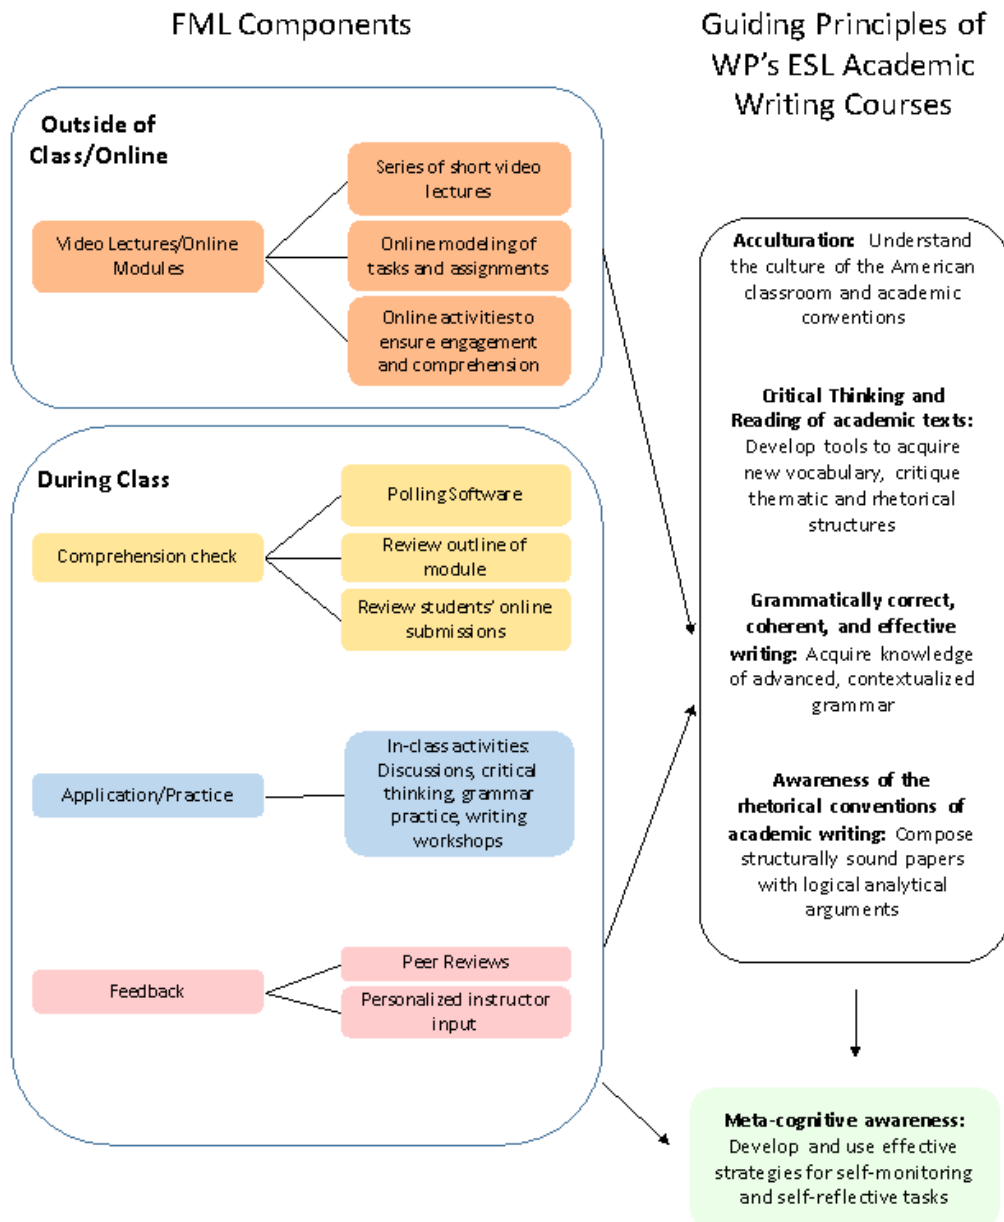 FML Components
Guiding Principles of
WP's ESL Academic
Writing Courses
Outside of
Class/Online
Video Lectures/Online
Modules
Series of short video
lectures
Online modeling of
tasks and assignments
Online activities to
ensure engagement
and comprehension
During Class
Comprehension check
Polling Software
Review outline of
module
Review students' online
submissions
Application/Practice
In-class activities:
Discussions, critical
thinking, grammar
practice, writing
workshops
Feedback
Peer Reviews
Personalized instructor
input
Acculturation: Understand
the culture of the American
classroom and academic
conventions
Critical Thinking and
Reading of academic texts:
Develop tools to acquire
new vocabulary, critique
thematic and rhetorical
structures
Grammatically correct,
coherent, and effective
writing: Acquire knowledge
of advanced, contextualized
grammar
Awareness of the
rhetorical conventions of
academic writing: Compose
structurally sound papers
with logical analytical
arguments
Meta-cognitive awareness:
Develop and use effective
strategies for self-monitoring
and self-reflective tasks